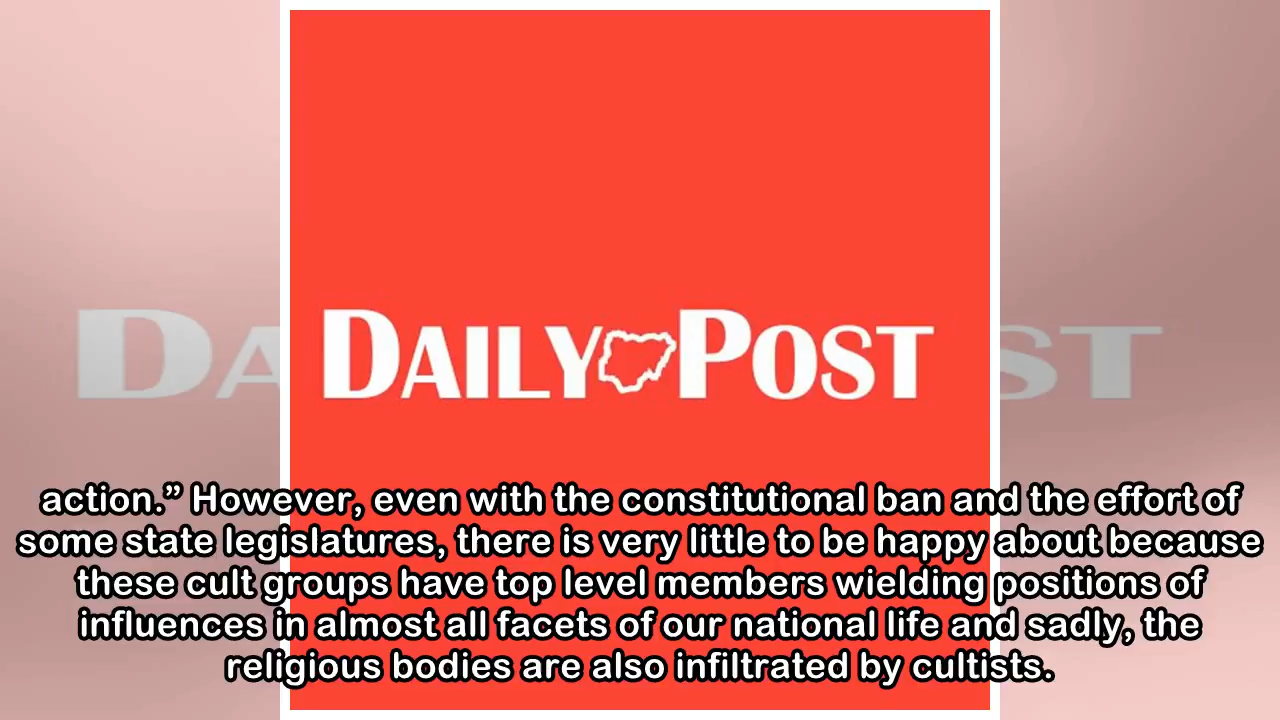 DAILY POST
action.” However, even with the constitutional ban and the effort of
some state legislatures, there is very little to be happy about because
these cult groups have top level members wielding positions of
influences in almost all facets of our national life and sadly, the
religious bodies are also infiltrated by cultists.